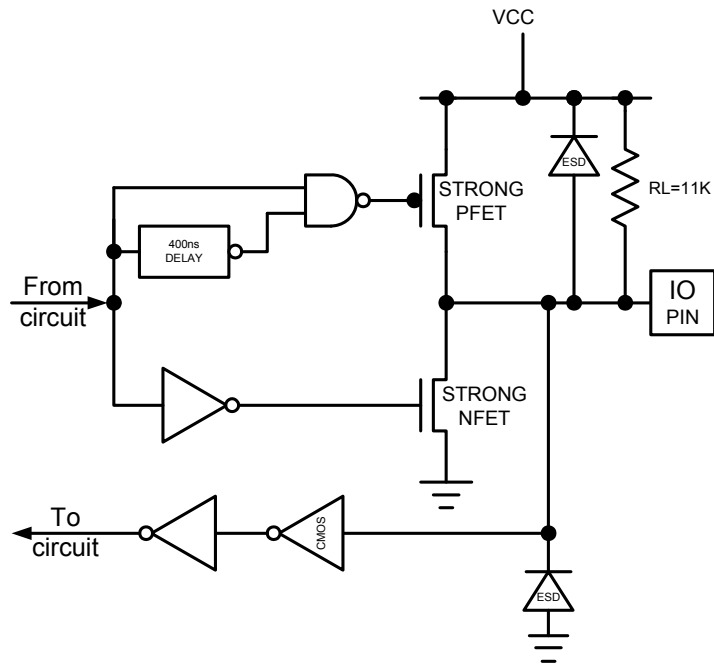 VCC
ESD
RL=11K
STRONG
PFET
400ns
DELAY
From
circuit
IO
PIN
STRONG
NFET
To
circuit
CMOS
ESD